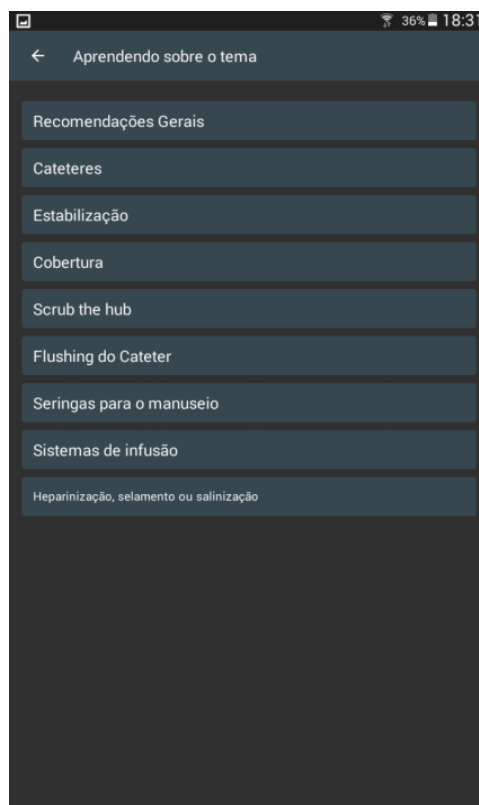 36% 18:31
Aprendendo sobre o tema
Recomendações Gerais
Cateteres
Estabilização
Cobertura
Scrub the hub
Flushing do Cateter
Seringas para o manuseio
Sistemas de infusão
Heparinização, selamento ou salinização